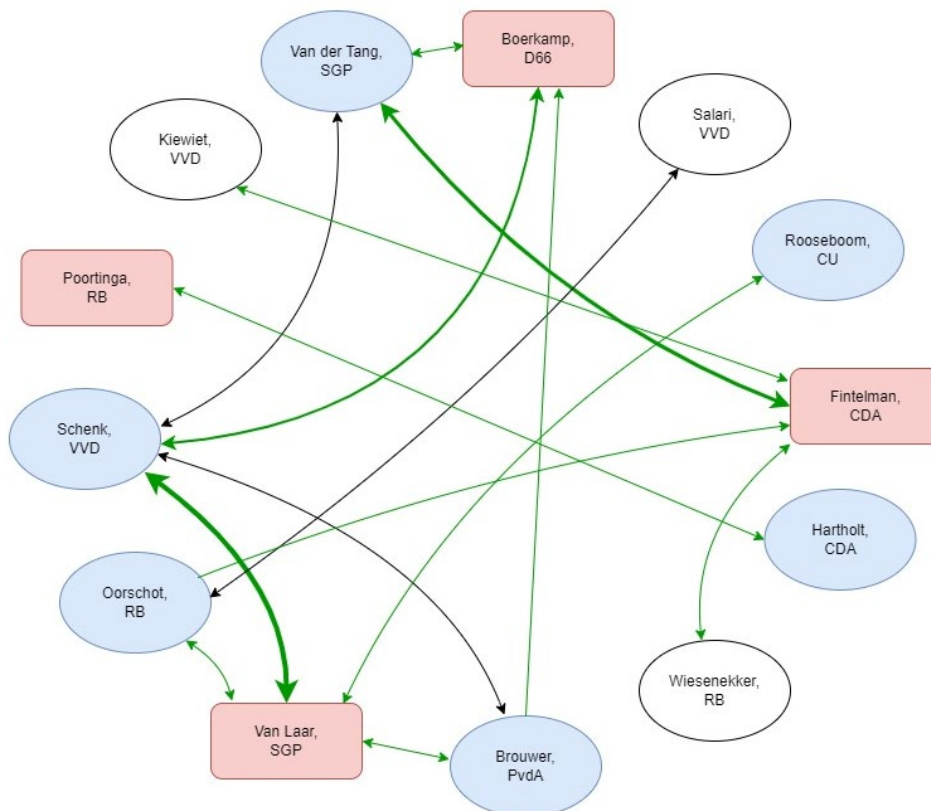 Van der Tang,
SGP
Boerkamp,
D66
Kiewiet,
VVD
Salari,
VVD
Rooseboom,
CU
Poortinga,
RB
Fintelman,
CDA
Schenk,
VVD
Hartholt,
CDA
Oorschot,
RB
Wiesenekker,
RB
Van Laar,
SGP
Brouwer,
PvdA